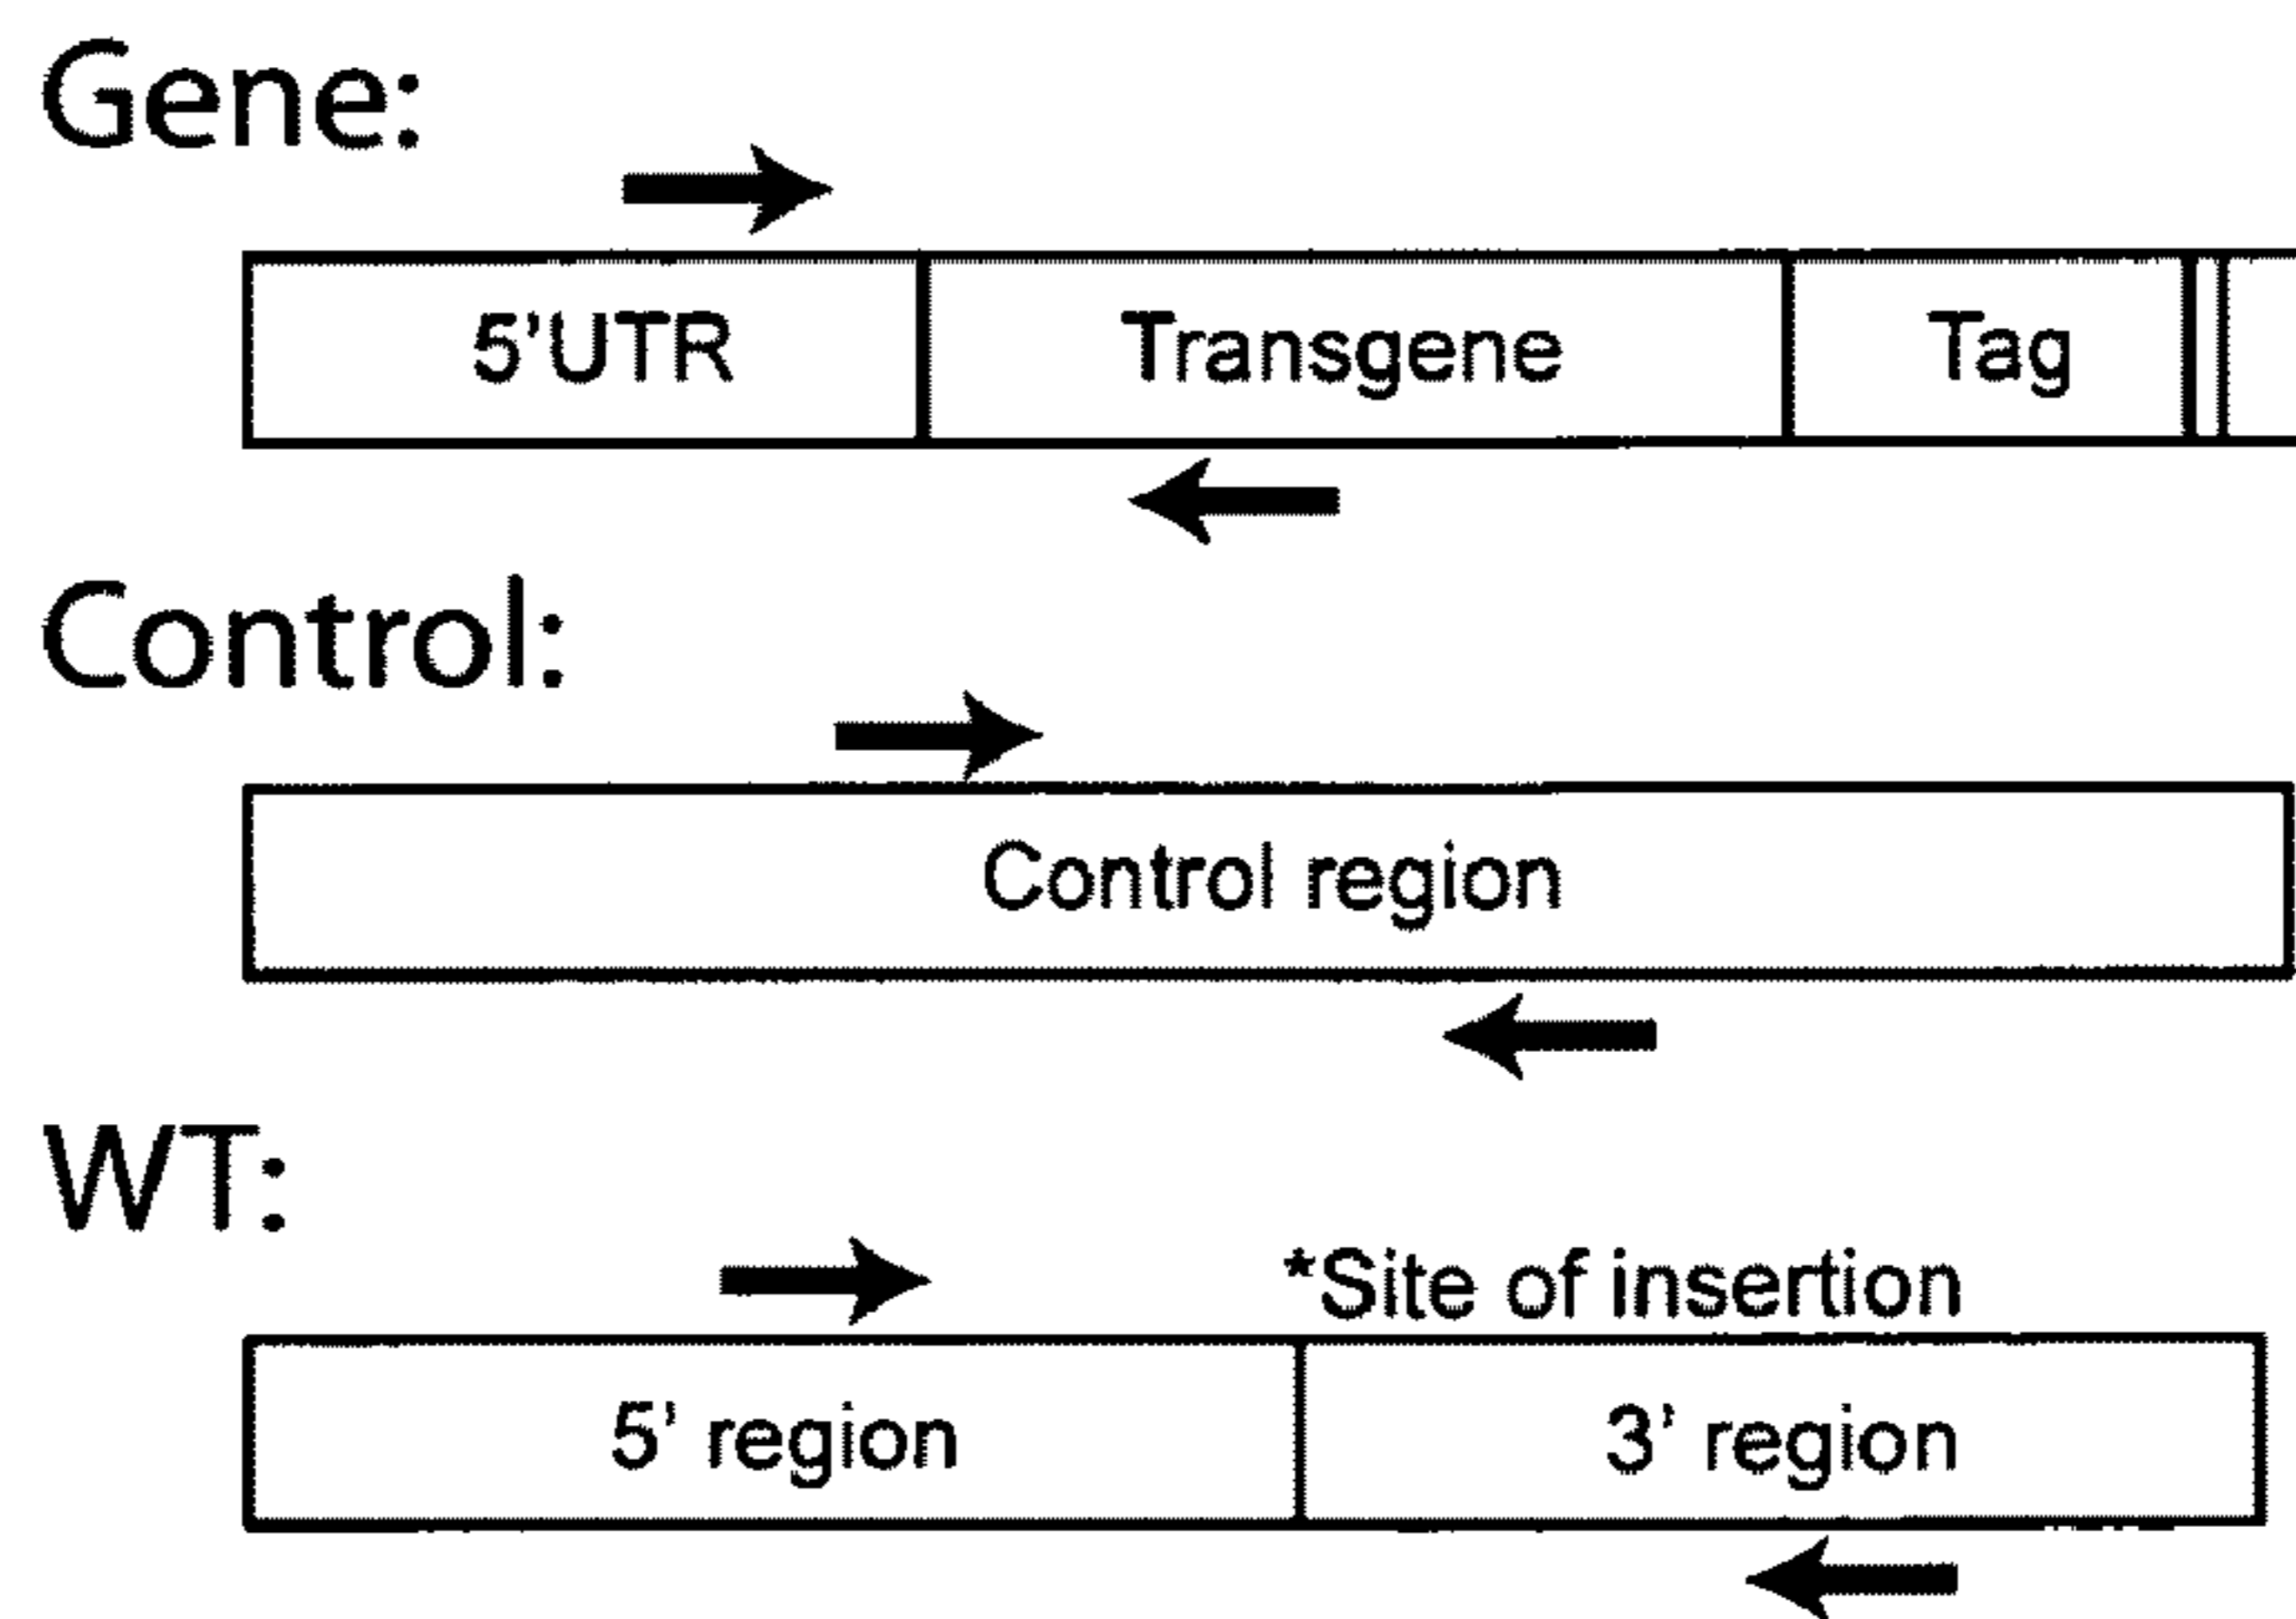 Gene:
5'UTR Transgene Tag
Control:
Control region
WT:
*Site of insertion
5' region 3' region